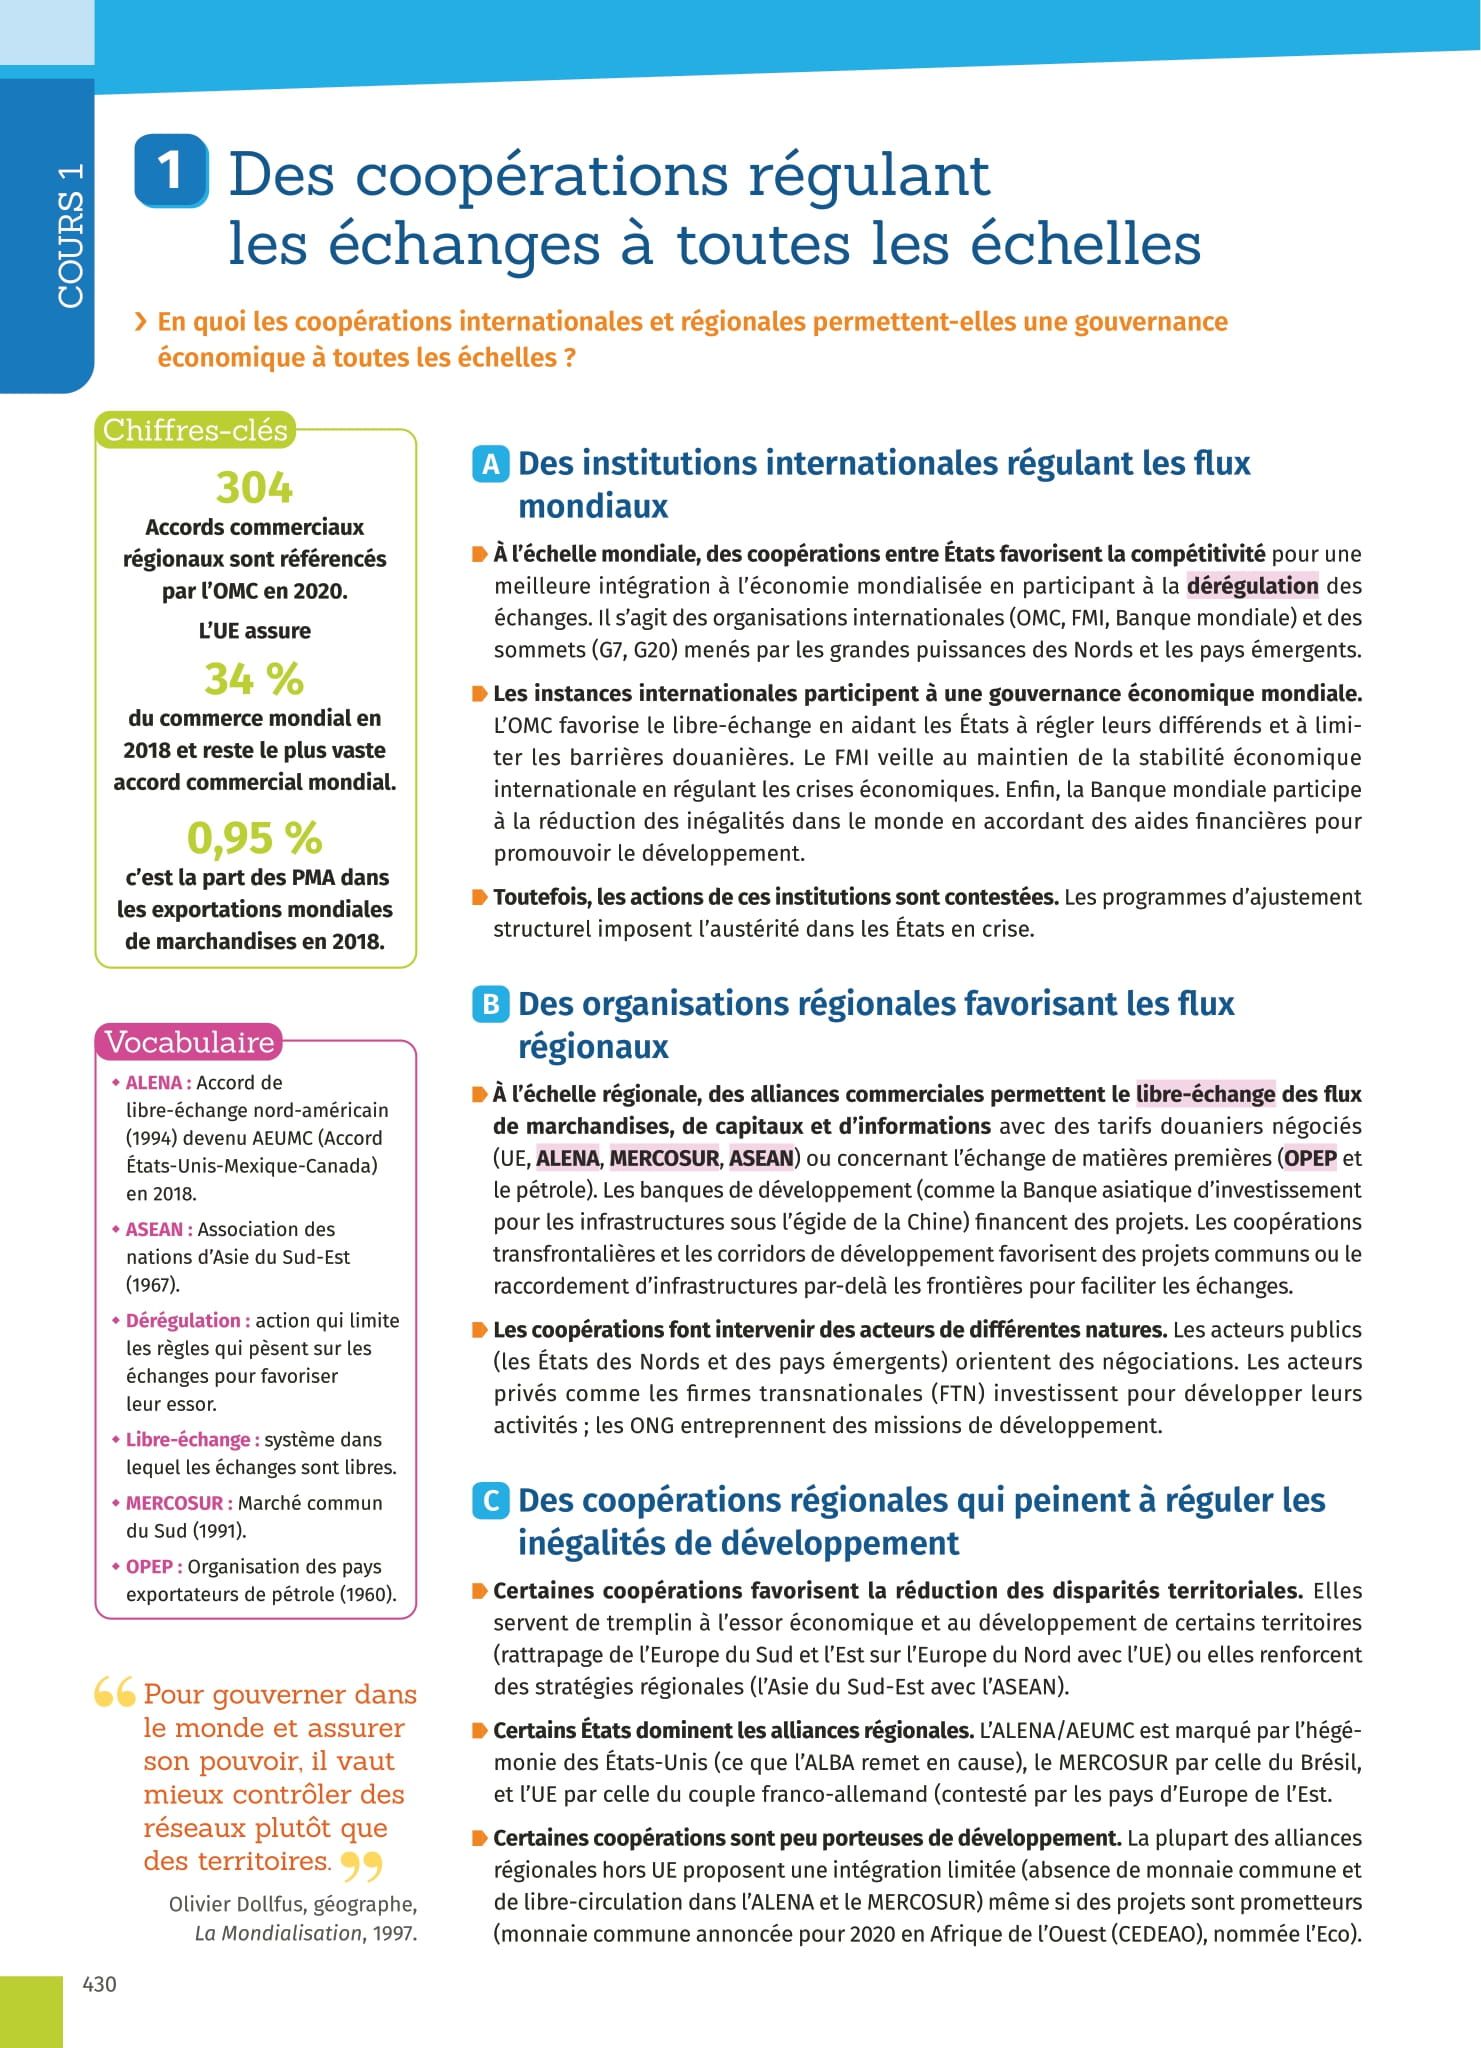 COURS 1
1 Des coopérations régulant
les échanges à toutes les échelles
❯ En quoi les coopérations internationales et régionales permettent-elles une gouvernance
économique à toutes les échelles ?
Chiffres-clés
304
Accords commerciaux
régionaux sont référencés
par l’OMC en 2020.
L’UE assure
34 %
du commerce mondial en
2018 et reste le plus vaste
accord commercial mondial.
0,95 %
c’est la part des PMA dans
les exportations mondiales
de marchandises en 2018.
Vocabulaire
• ALENA : Accord de
libre-échange nord-américain
(1994) devenu AEUMC (Accord
États-Unis-Mexique-Canada)
en 2018.
• ASEAN : Association des
nations d’Asie du Sud-Est
(1967).
• Dérégulation : action qui limite
les règles qui pèsent sur les
échanges pour favoriser
leur essor.
• Libre-échange : système dans
lequel les échanges sont libres.
• MERCOSUR : Marché commun
du Sud (1991).
• OPEP : Organisation des pays
exportateurs de pétrole (1960).
“ Pour gouverner dans
le monde et assurer
son pouvoir, il vaut
mieux contrôler des
réseaux plutôt que
des territoires. ”
Olivier Dollfus, géographe,
La Mondialisation, 1997.
A Des institutions internationales régulant les flux
mondiaux
À l’échelle mondiale, des coopérations entre États favorisent la compétitivité pour une
meilleure intégration à l’économie mondialisée en participant à la dérégulation des
échanges. Il s’agit des organisations internationales (OMC, FMI, Banque mondiale) et des
sommets (G7, G20) menés par les grandes puissances des Nords et les pays émergents.
Les instances internationales participent à une gouvernance économique mondiale.
L’OMC favorise le libre-échange en aidant les États à régler leurs différends et à limi-
ter les barrières douanières. Le FMI veille au maintien de la stabilité économique
internationale en régulant les crises économiques. Enfin, la Banque mondiale participe
à la réduction des inégalités dans le monde en accordant des aides financières pour
promouvoir le développement.
Toutefois, les actions de ces institutions sont contestées. Les programmes d’ajustement
structurel imposent l’austérité dans les États en crise.
B Des organisations régionales favorisant les flux
régionaux
À l’échelle régionale, des alliances commerciales permettent le libre-échange des flux
de marchandises, de capitaux et d’informations avec des tarifs douaniers négociés
(UE, ALENA, MERCOSUR, ASEAN) ou concernant l’échange de matières premières (OPEP et
le pétrole). Les banques de développement (comme la Banque asiatique d’investissement
pour les infrastructures sous l’égide de la Chine) financent des projets. Les coopérations
transfrontalières et les corridors de développement favorisent des projets communs ou le
raccordement d’infrastructures par-delà les frontières pour faciliter les échanges.
Les coopérations font intervenir des acteurs de différentes natures. Les acteurs publics
(les États des Nords et des pays émergents) orientent des négociations. Les acteurs
privés comme les firmes transnationales (FTN) investissent pour développer leurs
activités ; les ONG entreprennent des missions de développement.
C Des coopérations régionales qui peinent à réguler les
inégalités de développement
Certaines coopérations favorisent la réduction des disparités territoriales. Elles
servent de tremplin à l’essor économique et au développement de certains territoires
(rattrapage de l’Europe du Sud et l’Est sur l’Europe du Nord avec l’UE) ou elles renforcent
des stratégies régionales (l’Asie du Sud-Est avec l’ASEAN).
Certains États dominent les alliances régionales. L’ALENA/AEUMC est marqué par l’hégé-
monie des États-Unis (ce que l’ALBA remet en cause), le MERCOSUR par celle du Brésil,
et l’UE par celle du couple franco-allemand (contesté par les pays d’Europe de l’Est.
Certaines coopérations sont peu porteuses de développement. La plupart des alliances
régionales hors UE proposent une intégration limitée (absence de monnaie commune et
de libre-circulation dans l’ALENA et le MERCOSUR) même si des projets sont prometteurs
(monnaie commune annoncée pour 2020 en Afrique de l’Ouest (CEDEAO), nommée l’Eco).
430